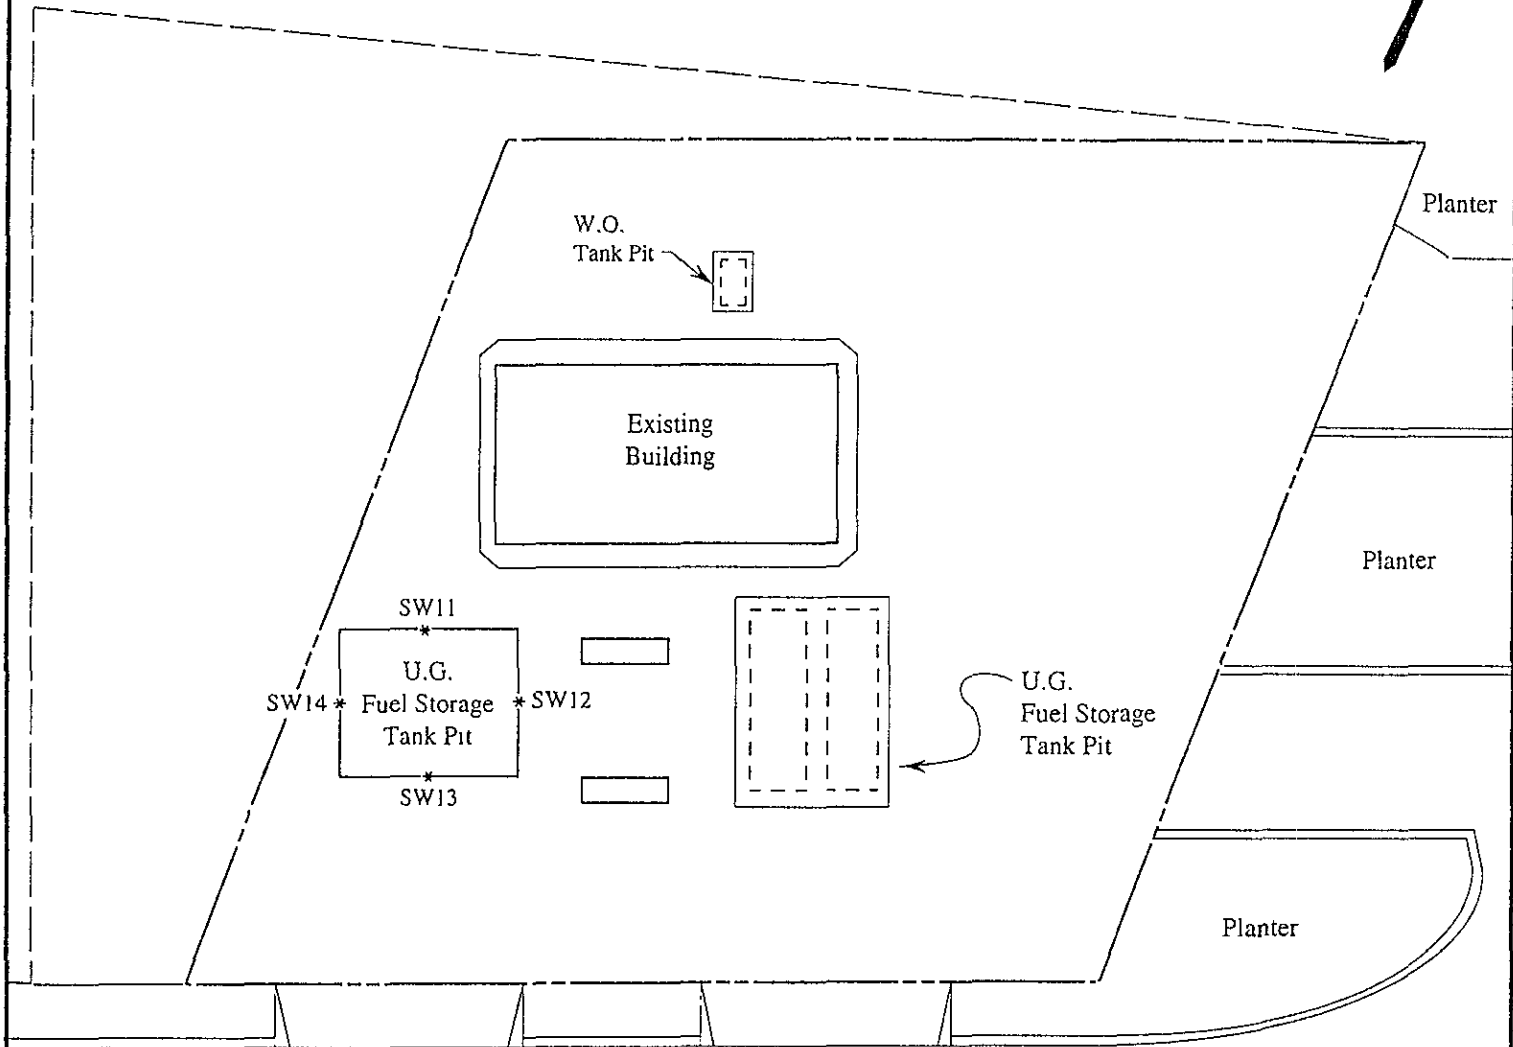 Planter
W.O.
Tank Pit
Existing
Building
Planter
SW11
U.G.
Fuel Storage
Tank Pit
SW14
SW12
SW13
U.G.
Fuel Storage
Tank Pit
Planter